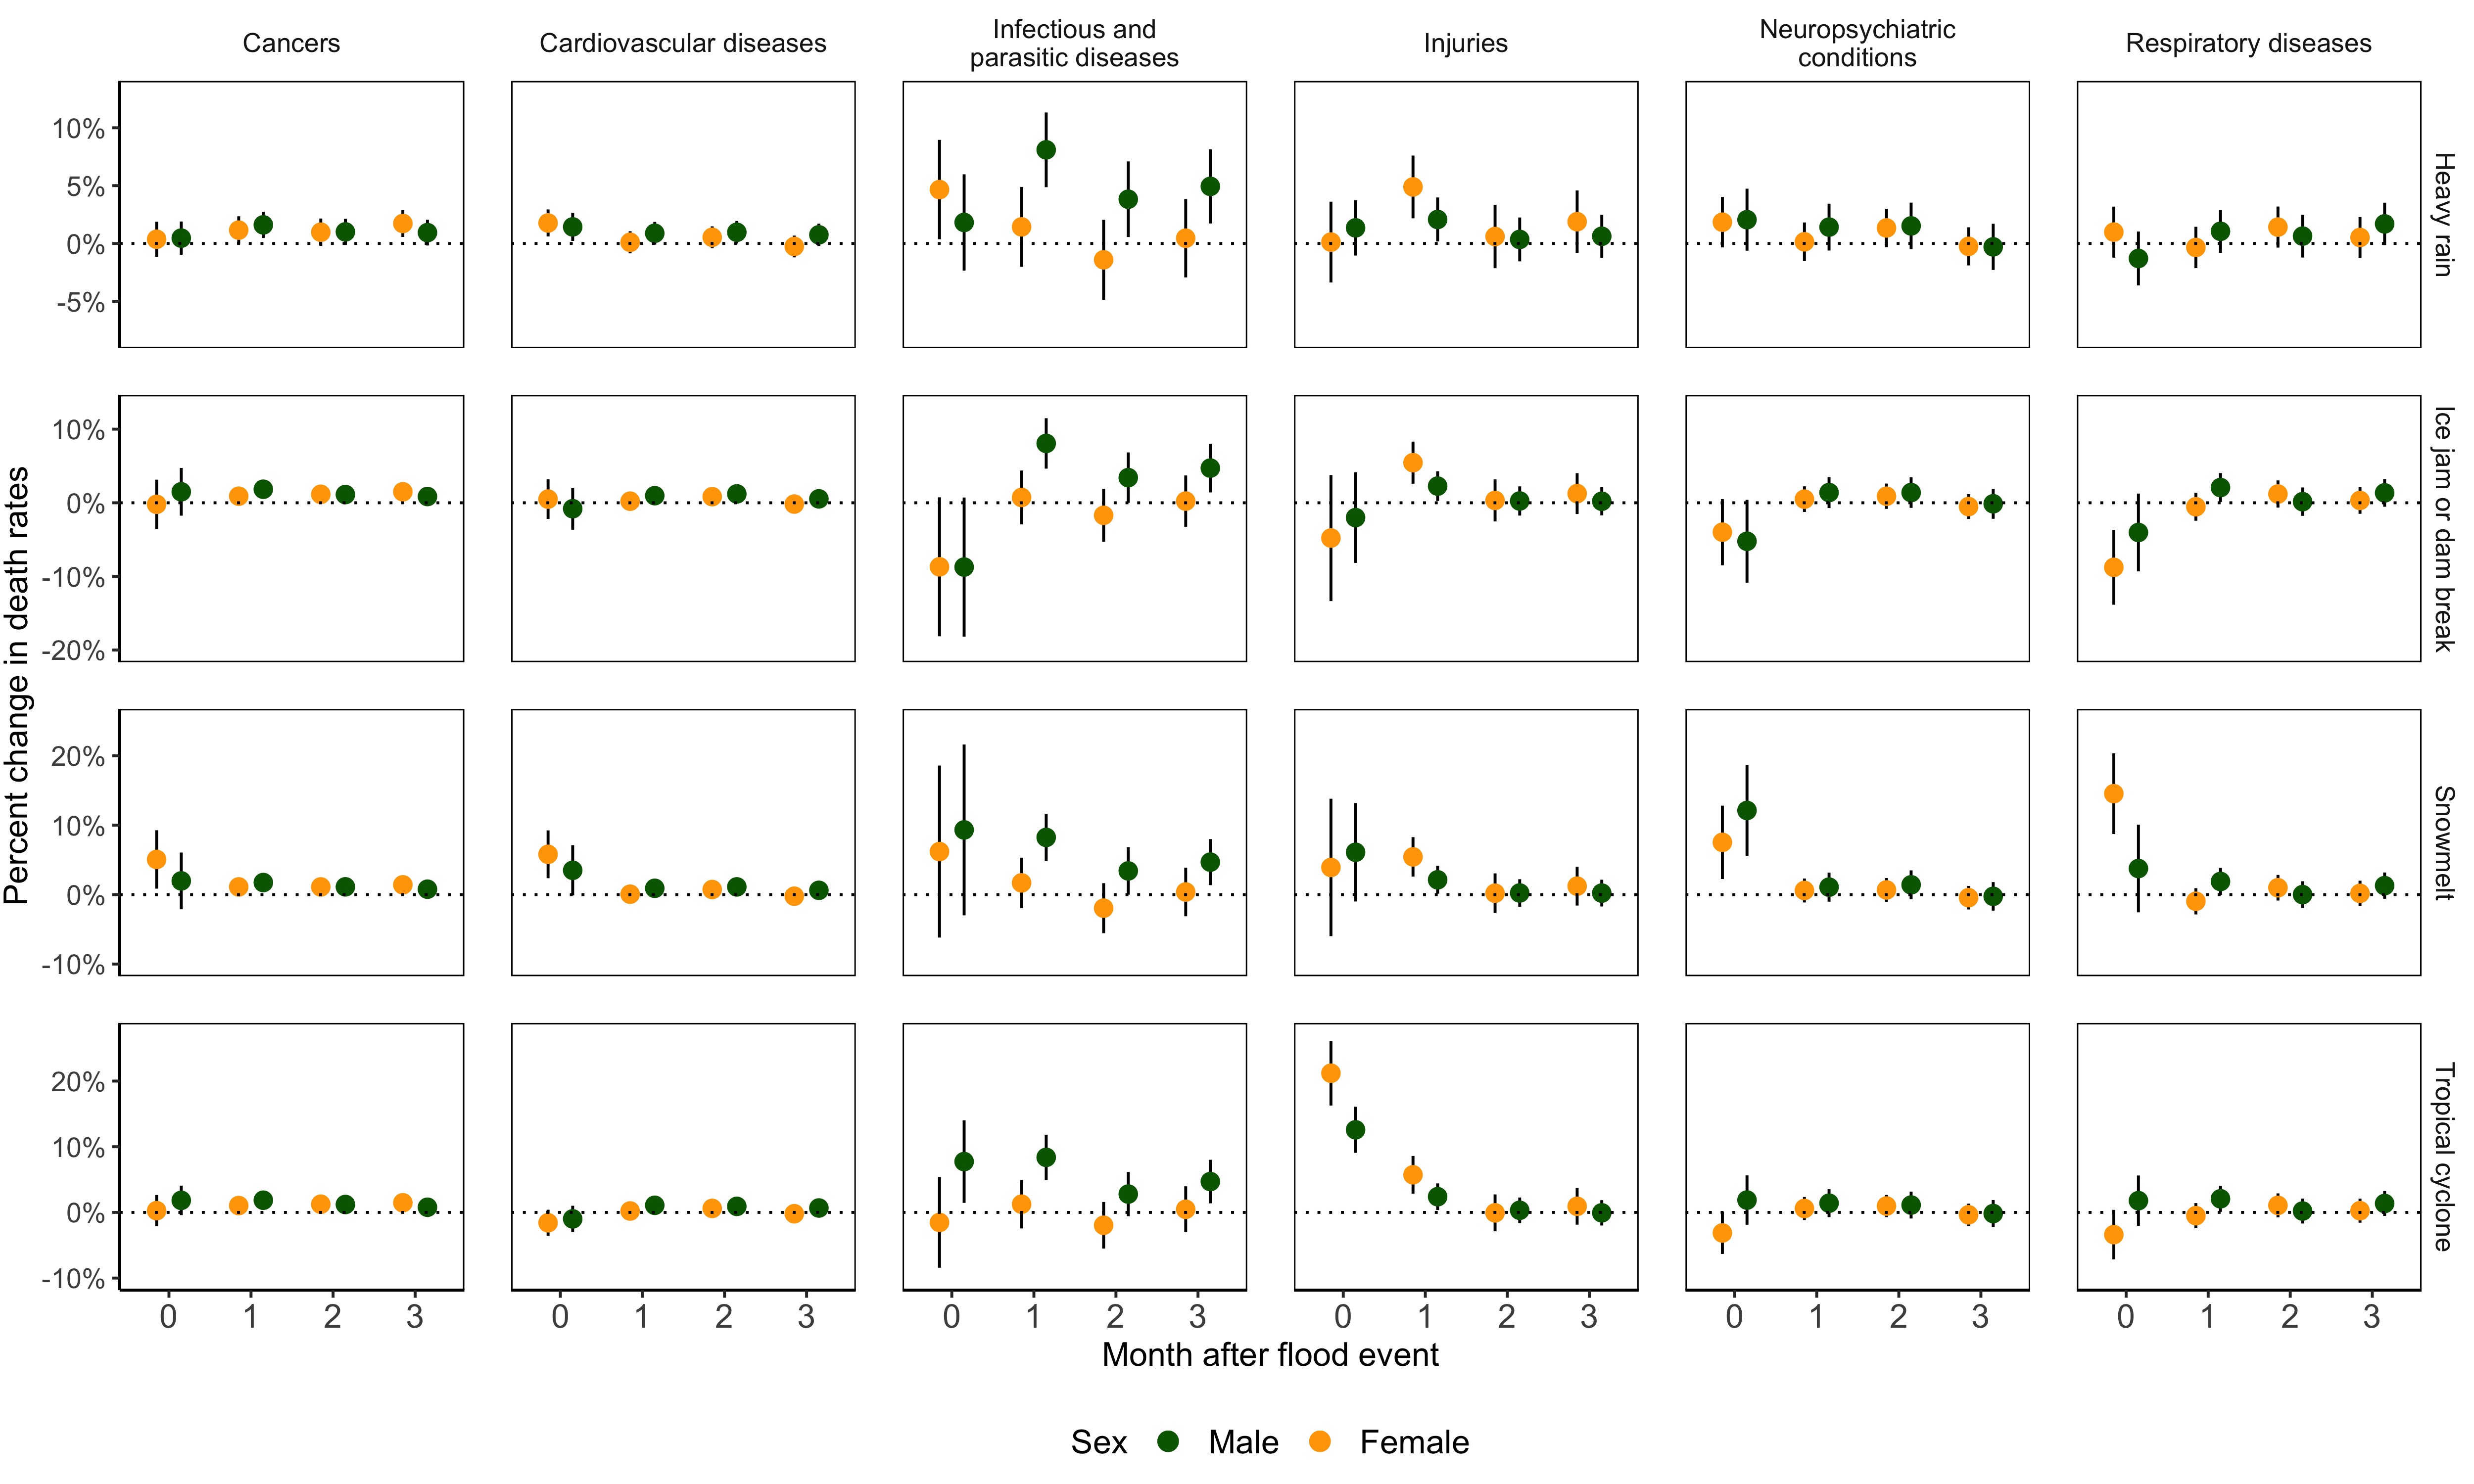 Cancers
Cardiovascular diseases
Infectious and
parasitic diseases
Injuries
Neuropsychiatric
conditions
Respiratory diseases
Percent change in death rates
10%
5%
0%
-5%
Heavy rain
10%
0%
-10%
-20%
Ice jam or dam break
20%
10%
0%
-10%
Snowmelt
20%
10%
0%
-10%
Tropical cyclone
0 1 2 3 0 1 2 3 0 1 2 3 0 1 2 3 0 1 2 3 0 1 2 3
Month after flood event
Sex Male Female